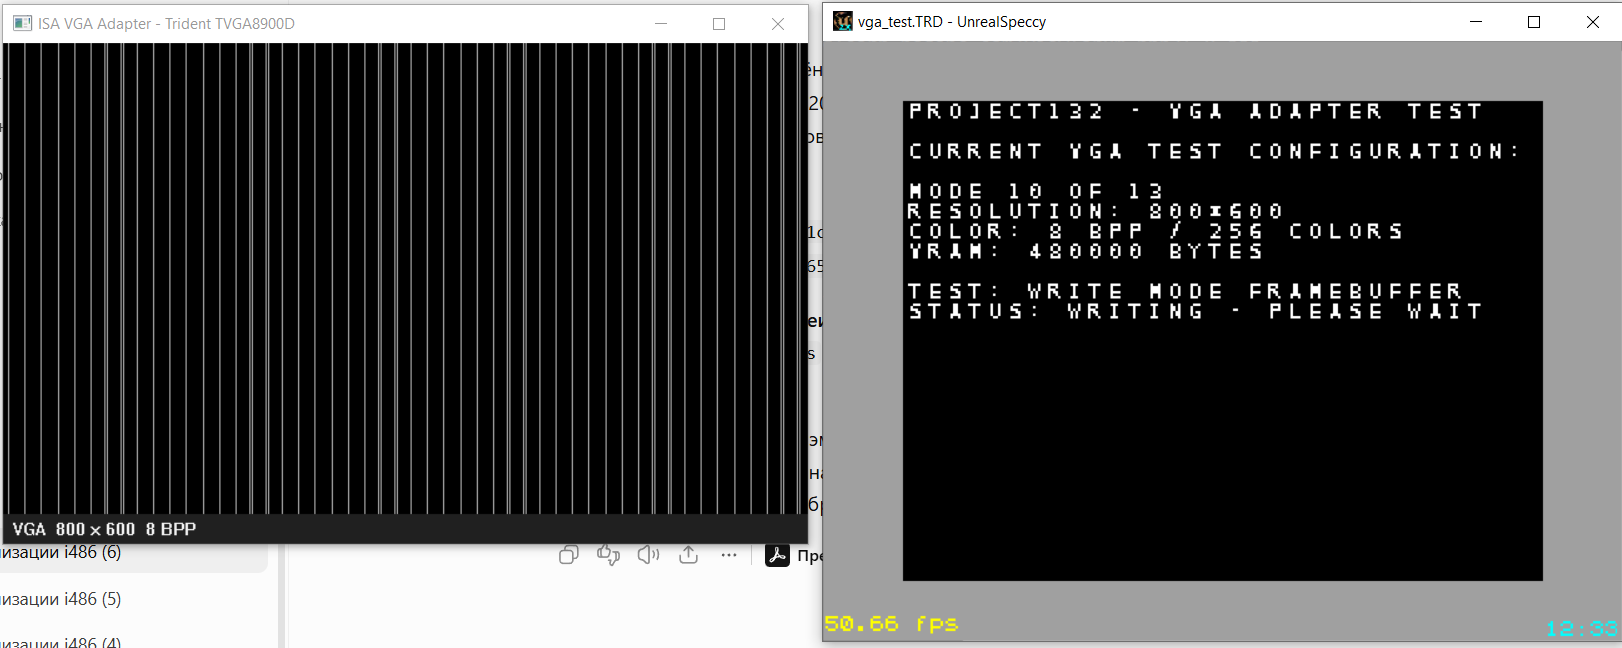 ISA VGA Adapter - Trident TVGA8900D
VGA 800 x 600 8 BPP
изации i486 (6)
изации i486 (5)
изации i486 (4)
vga_test.TRD - UnrealSpeccy
PROJECT132 - VGA ADAPTER TEST
CURRENT VGA TEST CONFIGURATION:
MODE 10 OF 13
RESOLUTION: 800*600
COLOR: 8 BPP / 256 COLORS
VRAM: 480000 BYTES
TEST: WRITE MODE FRAMEBUFFER
STATUS: WRITING - PLEASE WAIT
50.66 fps
12:33